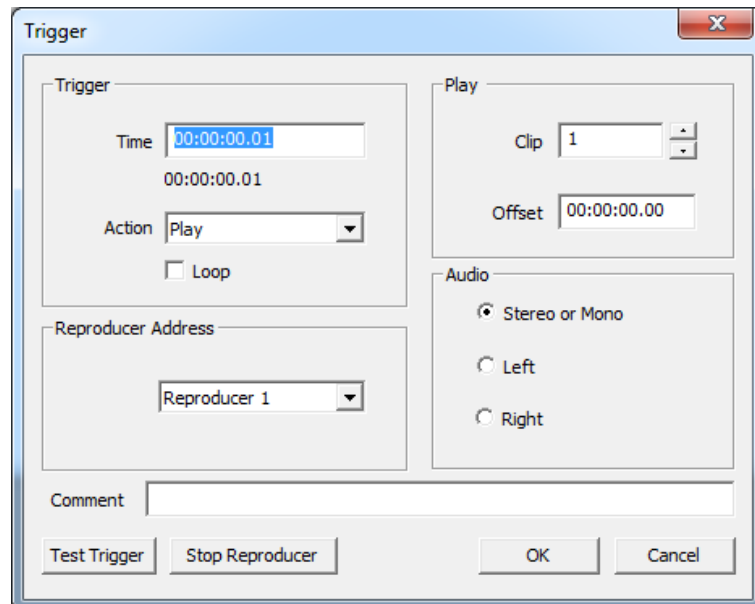 Trigger
Trigger
Time 00:00:00.01
00:00:00.01
Action Play
Loop
Reproducer Address
Reproducer 1
Play
Clip 1
Offset 00:00:00.00
Audio
Stereo or Mono
Left
Right
Comment
Test Trigger Stop Reproducer OK Cancel